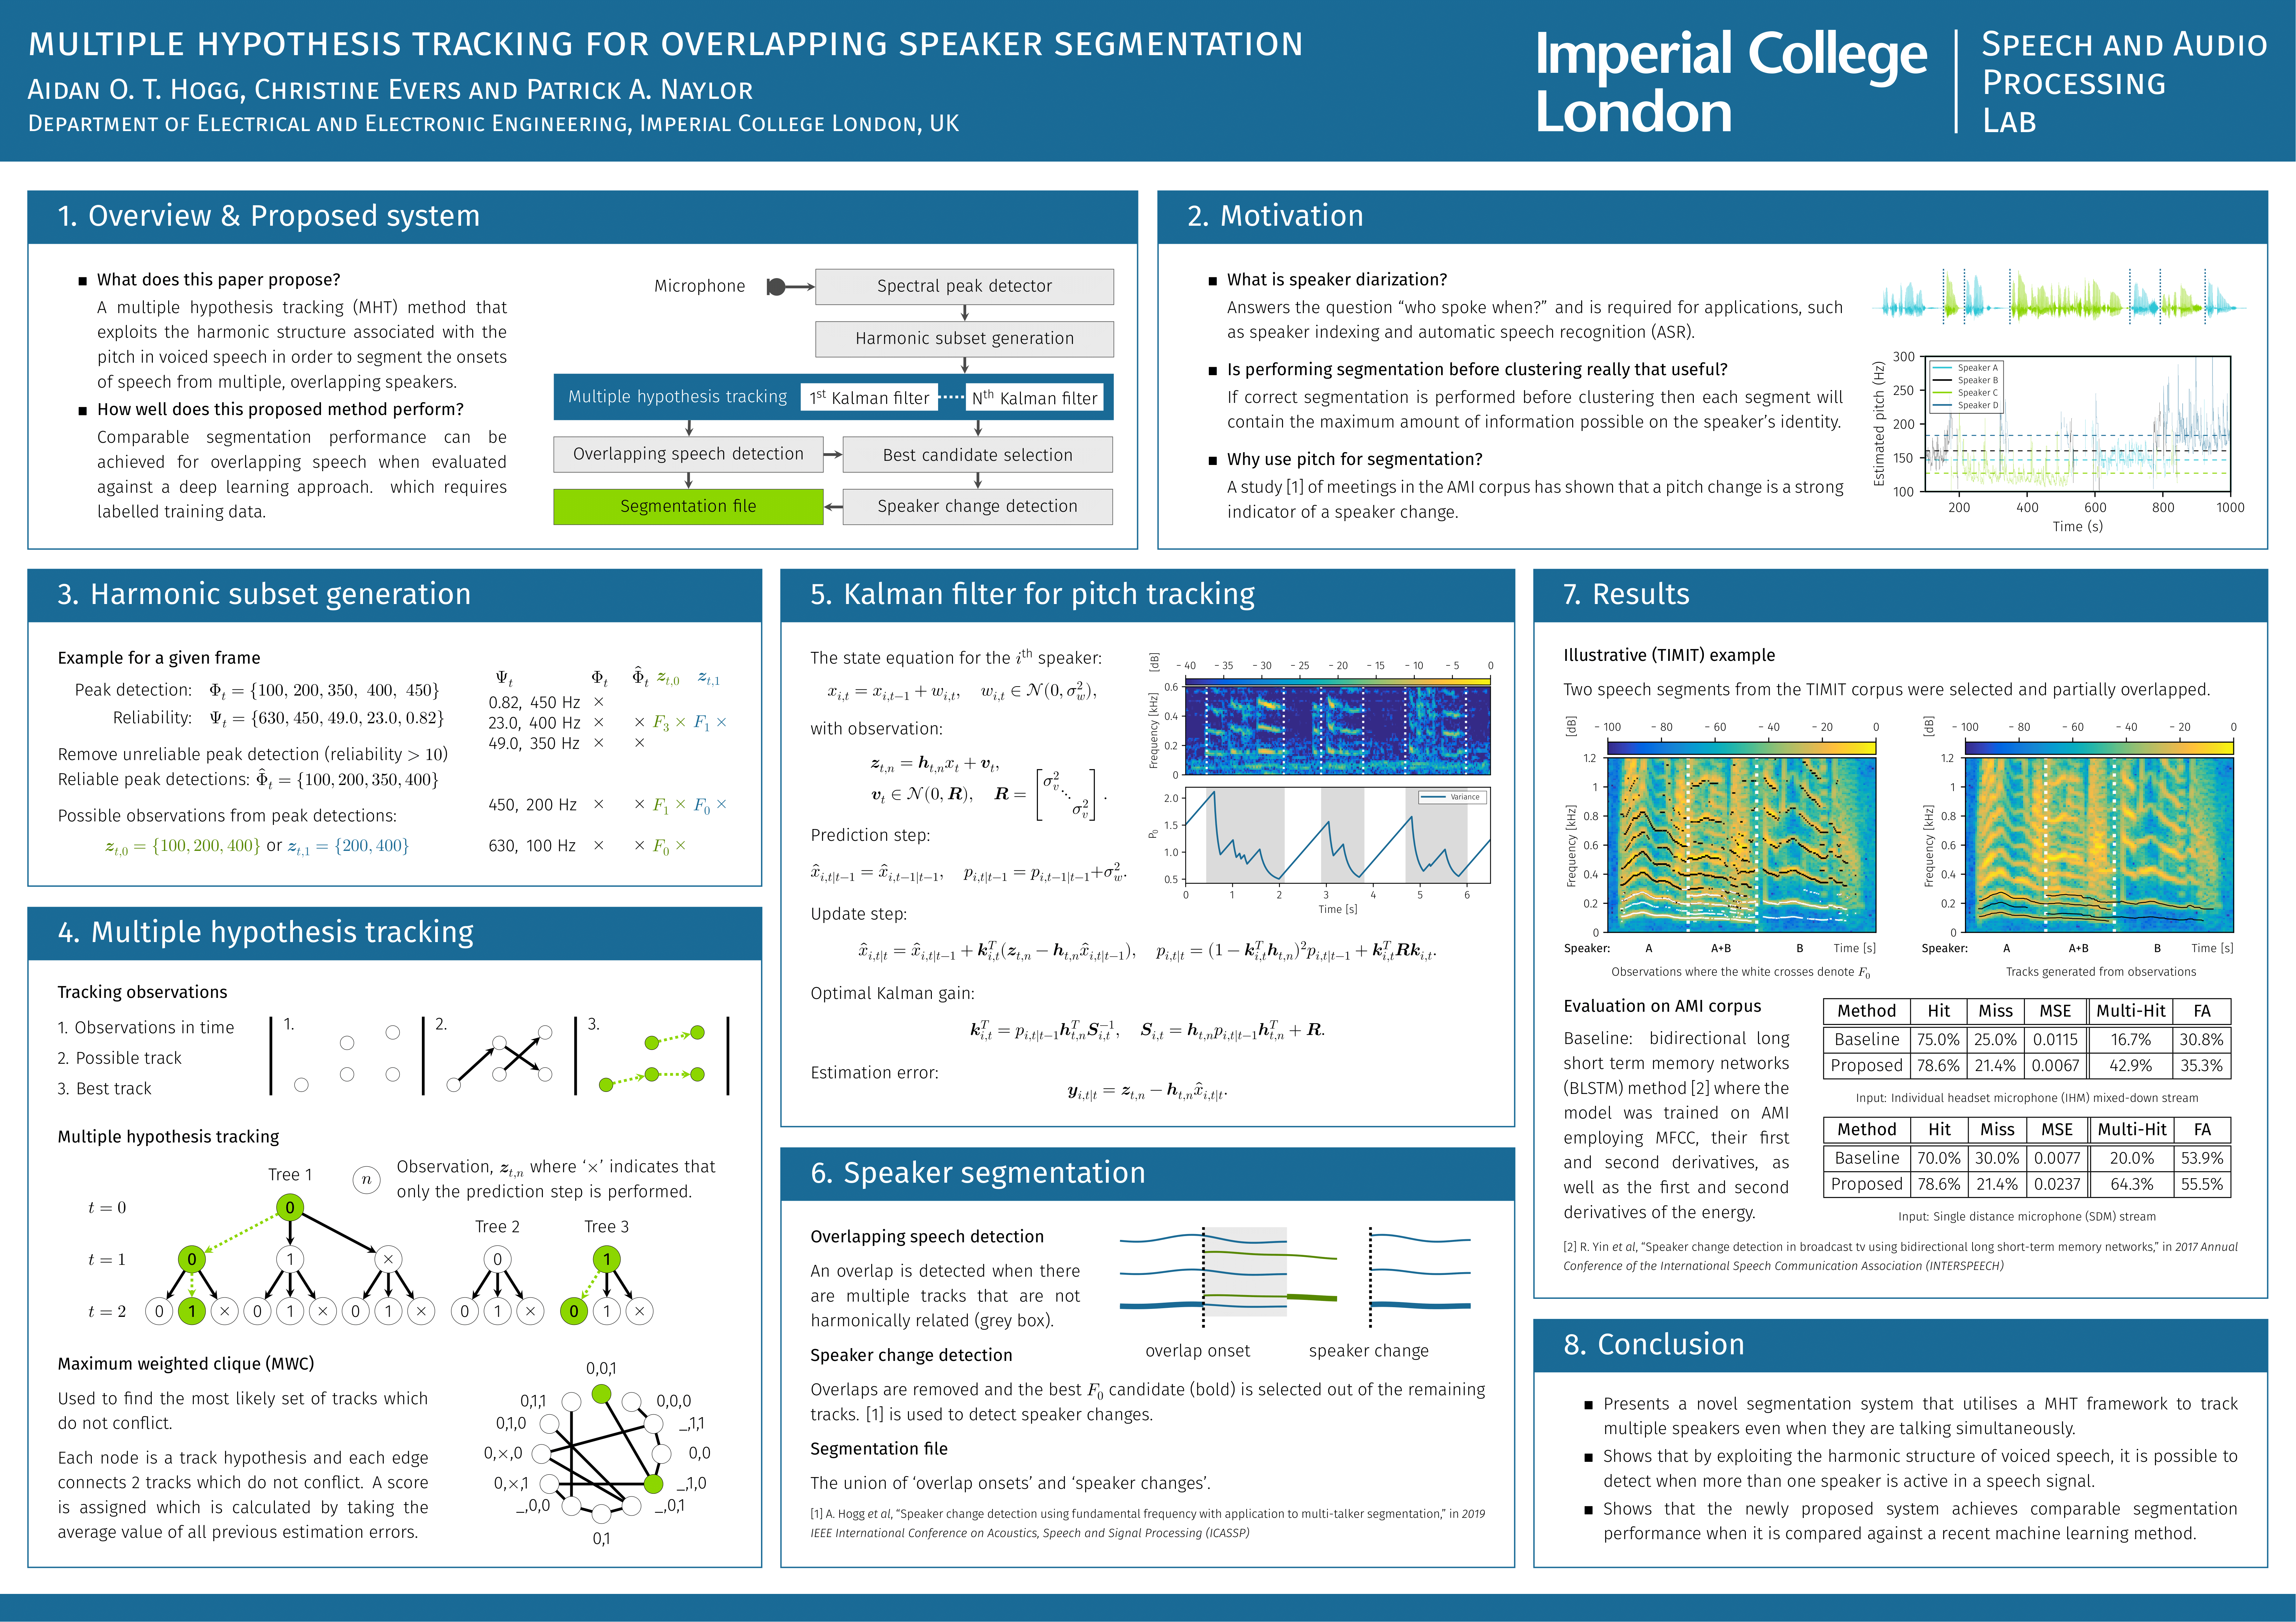 MULTIPLE HYPOTHESIS TRACKING FOR OVERLAPPING SPEAKER SEGMENTATION
AIDAN O. T. HOGG, CHRISTINE EVERS AND PATRICK A. NAYLOR
DEPARTMENT OF ELECTRICAL AND ELECTRONIC ENGINEERING, IMPERIAL COLLEGE LONDON, UK
Imperial College
London
SPEECH AND AUDIO
PROCESSING
LAB
1. Overview & Proposed system
■ What does this paper propose?
A multiple hypothesis tracking (MHT) method that
exploits the harmonic structure associated with the
pitch in voiced speech in order to segment the onsets
of speech from multiple, overlapping speakers.
■ How well does this proposed method perform?
Comparable segmentation performance can be
achieved for overlapping speech when evaluated
against a deep learning approach. which requires
labelled training data.
Microphone
Spectral peak detector
Harmonic subset generation
Multiple hypothesis tracking 1st Kalman filter Nth Kalman filter
Overlapping speech detection
Best candidate selection
Segmentation file
Speaker change detection
2. Motivation
■ What is speaker diarization?
Answers the question “who spoke when?” and is required for applications, such
as speaker indexing and automatic speech recognition (ASR).
■ Is performing segmentation before clustering really that useful?
If correct segmentation is performed before clustering then each segment will
contain the maximum amount of information possible on the speaker's identity.
■ Why use pitch for segmentation?
A study [1] of meetings in the AMI corpus has shown that a pitch change is a strong
indicator of a speaker change.
Estimated pitch (Hz)
300
250
200
150
100
Speaker A
Speaker B
Speaker C
Speaker D
200 400 600 800 1000
Time (s)
3. Harmonic subset generation
Example for a given frame
Peak detection: Φ_t = {100, 200, 350, 400, 450}
Reliability: Ψ_t = {630, 450, 49.0, 23.0, 0.82}
Remove unreliable peak detection (reliability > 10)
Reliable peak detections: Φ̂_t = {100, 200, 350, 400}
Possible observations from peak detections:
z_{t,0} = {100, 200, 400} or z_{t,1} = {200, 400}
Ψ_t Φ_t Φ̂_t z_{t,0} z_{t,1}
0.82, 450 Hz ×
23.0, 400 Hz × × F_3 × F_1 ×
49.0, 350 Hz × ×
450, 200 Hz × × F_1 × F_0 ×
630, 100 Hz × × F_0 ×
4. Multiple hypothesis tracking
Tracking observations
1. Observations in time
2. Possible track
3. Best track
1. 2. 3.
Multiple hypothesis tracking
Tree 1
n
Observation, z_{t,n} where ‘×’ indicates that
only the prediction step is performed.
Tree 2 Tree 3
t = 0 0
t = 1 0 1 × 0 1
t = 2 0 1 × 0 1 × 0 1 × 0 1 × 0 1 ×
Maximum weighted clique (MWC)
Used to find the most likely set of tracks which
do not conflict.
Each node is a track hypothesis and each edge
connects 2 tracks which do not conflict. A score
is assigned which is calculated by taking the
average value of all previous estimation errors.
0,0,1
0,1,1 0,0,0
0,1,0 _,1,1
0,×,0 0,0
0,×,1 _,1,0
_,0,0 _,0,1
0,1
5. Kalman filter for pitch tracking
The state equation for the i^th speaker:
x_{i,t} = x_{i,t−1} + w_{i,t}, w_{i,t} ∈ N(0, σ_w^2),
with observation:
z_{t,n} = h_{t,n}x_t + v_t,
v_t ∈ N(0, R), R = [σ_v^2 ⋱ σ_v^2].
Prediction step:
x̂_{i,t|t−1} = x̂_{i,t−1|t−1}, p_{i,t|t−1} = p_{i,t−1|t−1}+σ_w^2.
Update step:
x̂_{i,t|t} = x̂_{i,t|t−1} + k_{i,t}^T(z_{t,n} − h_{t,n}x̂_{i,t|t−1}), p_{i,t|t} = (1 − k_{i,t}^T h_{t,n})^2 p_{i,t|t−1} + k_{i,t}^T R k_{i,t}.
Optimal Kalman gain:
k_{i,t}^T = p_{i,t|t−1}h_{t,n}^T S_{i,t}^{−1}, S_{i,t} = h_{t,n}p_{i,t|t−1}h_{t,n}^T + R.
Estimation error:
y_{i,t|t} = z_{t,n} − h_{t,n}x̂_{i,t|t}.
[dB]
−40 −35 −30 −25 −20 −15 −10 −5 0
Frequency [kHz]
0.6
0.4
0.2
0
P_0
2.0
1.5
1.0
0.5
Variance
0 1 2 3 4 5 6
Time [s]
6. Speaker segmentation
Overlapping speech detection
An overlap is detected when there
are multiple tracks that are not
harmonically related (grey box).
overlap onset speaker change
Speaker change detection
Overlaps are removed and the best F_0 candidate (bold) is selected out of the remaining
tracks. [1] is used to detect speaker changes.
Segmentation file
The union of ‘overlap onsets’ and ‘speaker changes’.
[1] A. Hogg et al, “Speaker change detection using fundamental frequency with application to multi-talker segmentation,” in 2019
IEEE International Conference on Acoustics, Speech and Signal Processing (ICASSP)
7. Results
Illustrative (TIMIT) example
Two speech segments from the TIMIT corpus were selected and partially overlapped.
[dB]
−100 −80 −60 −40 −20 0
Frequency [kHz]
1.2
1
0.8
0.6
0.4
0.2
0
Speaker: A A+B B Time [s]
Observations where the white crosses denote F_0
[dB]
−100 −80 −60 −40 −20 0
Frequency [kHz]
1.2
1
0.8
0.6
0.4
0.2
0
Speaker: A A+B B Time [s]
Tracks generated from observations
Evaluation on AMI corpus
Baseline: bidirectional long
short term memory networks
(BLSTM) method [2] where the
model was trained on AMI
employing MFCC, their first
and second derivatives, as
well as the first and second
derivatives of the energy.
Method Hit Miss MSE Multi-Hit FA
Baseline 75.0% 25.0% 0.0115 16.7% 30.8%
Proposed 78.6% 21.4% 0.0067 42.9% 35.3%
Input: Individual headset microphone (IHM) mixed-down stream
Method Hit Miss MSE Multi-Hit FA
Baseline 70.0% 30.0% 0.0077 20.0% 53.9%
Proposed 78.6% 21.4% 0.0237 64.3% 55.5%
Input: Single distance microphone (SDM) stream
[2] R. Yin et al, “Speaker change detection in broadcast tv using bidirectional long short-term memory networks,” in 2017 Annual
Conference of the International Speech Communication Association (INTERSPEECH)
8. Conclusion
■ Presents a novel segmentation system that utilises a MHT framework to track
multiple speakers even when they are talking simultaneously.
■ Shows that by exploiting the harmonic structure of voiced speech, it is possible to
detect when more than one speaker is active in a speech signal.
■ Shows that the newly proposed system achieves comparable segmentation
performance when it is compared against a recent machine learning method.